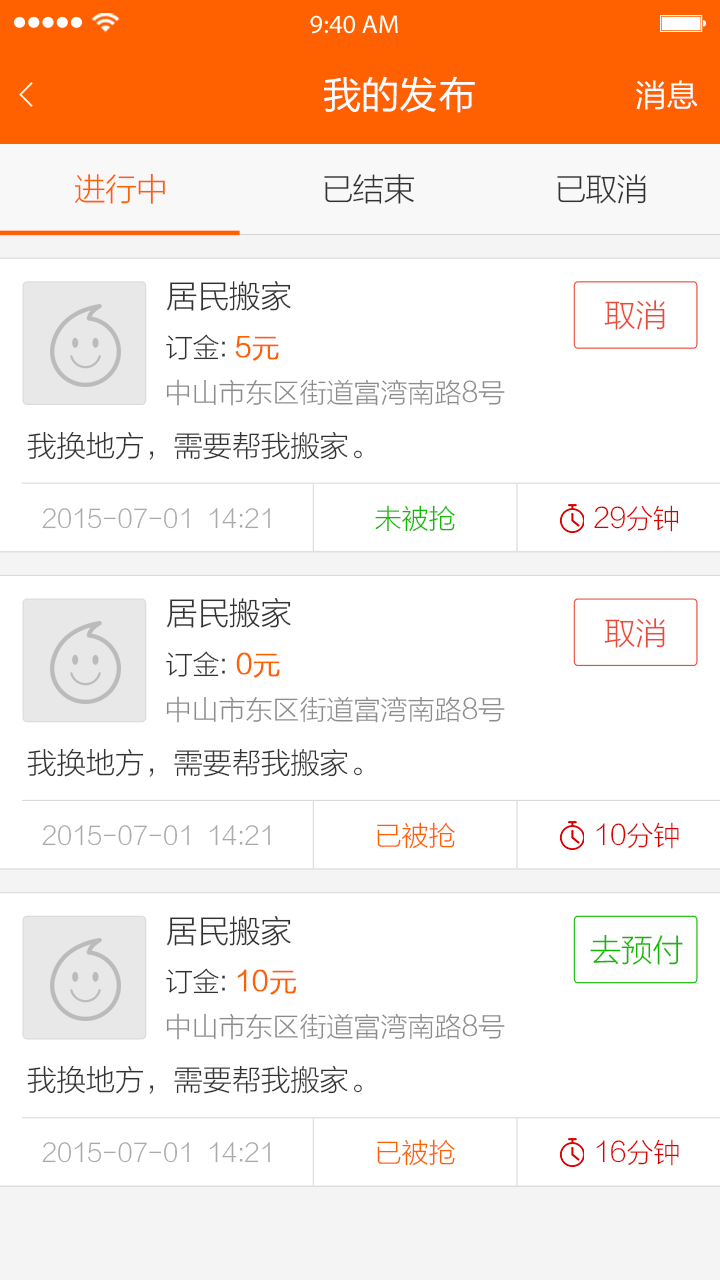 9:40 AM
我的发布 消息
进行中 已结束 已取消
居民搬家 取消
订金: 5元
中山市东区街道富湾南路8号
我换地方，需要帮我搬家。
2015-07-01 14:21 未被抢 29分钟
居民搬家 取消
订金: 0元
中山市东区街道富湾南路8号
我换地方，需要帮我搬家。
2015-07-01 14:21 已被抢 10分钟
居民搬家 去预付
订金: 10元
中山市东区街道富湾南路8号
我换地方，需要帮我搬家。
2015-07-01 14:21 已被抢 16分钟